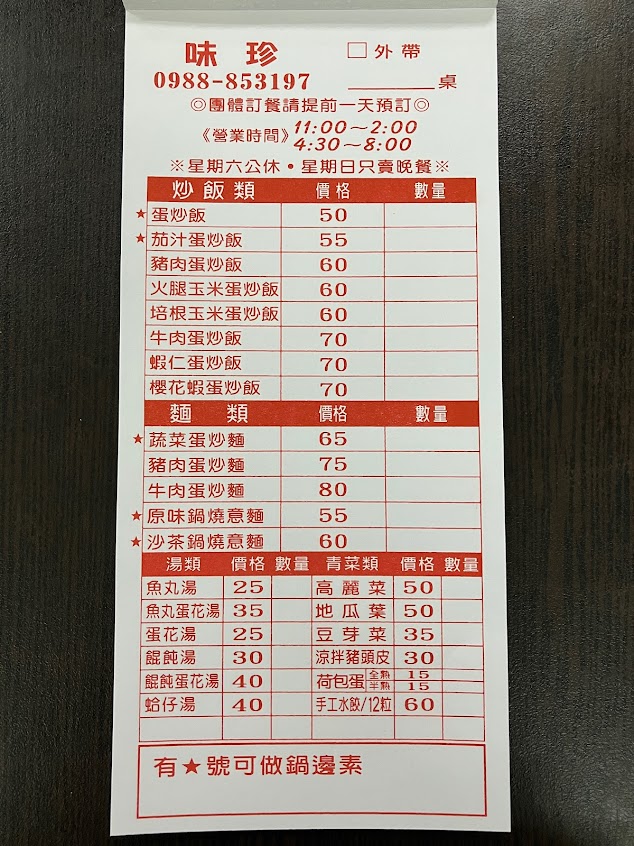 味珍 □外帶
0988-853197 ______桌
◎團體訂餐請提前一天預訂◎
《營業時間》11:00~2:00
4:30~8:00
※星期六公休•星期日只賣晚餐※
炒飯類 價格 數量
★蛋炒飯 50
★茄汁蛋炒飯 55
豬肉蛋炒飯 60
火腿玉米蛋炒飯 60
培根玉米蛋炒飯 60
牛肉蛋炒飯 70
蝦仁蛋炒飯 70
櫻花蝦蛋炒飯 70
麵類 價格 數量
★蔬菜蛋炒麵 65
豬肉蛋炒麵 75
牛肉蛋炒麵 80
★原味鍋燒意麵 55
★沙茶鍋燒意麵 60
湯類 價格 數量 青菜類 價格 數量
魚丸湯 25 高麗菜 50
魚丸蛋花湯 35 地瓜葉 50
蛋花湯 25 豆芽菜 35
餛飩湯 30 涼拌豬頭皮 30
餛飩蛋花湯 40 荷包蛋 全熟 15
半熟 15
蛤仔湯 40 手工水餃/12粒 60
有★號可做鍋邊素